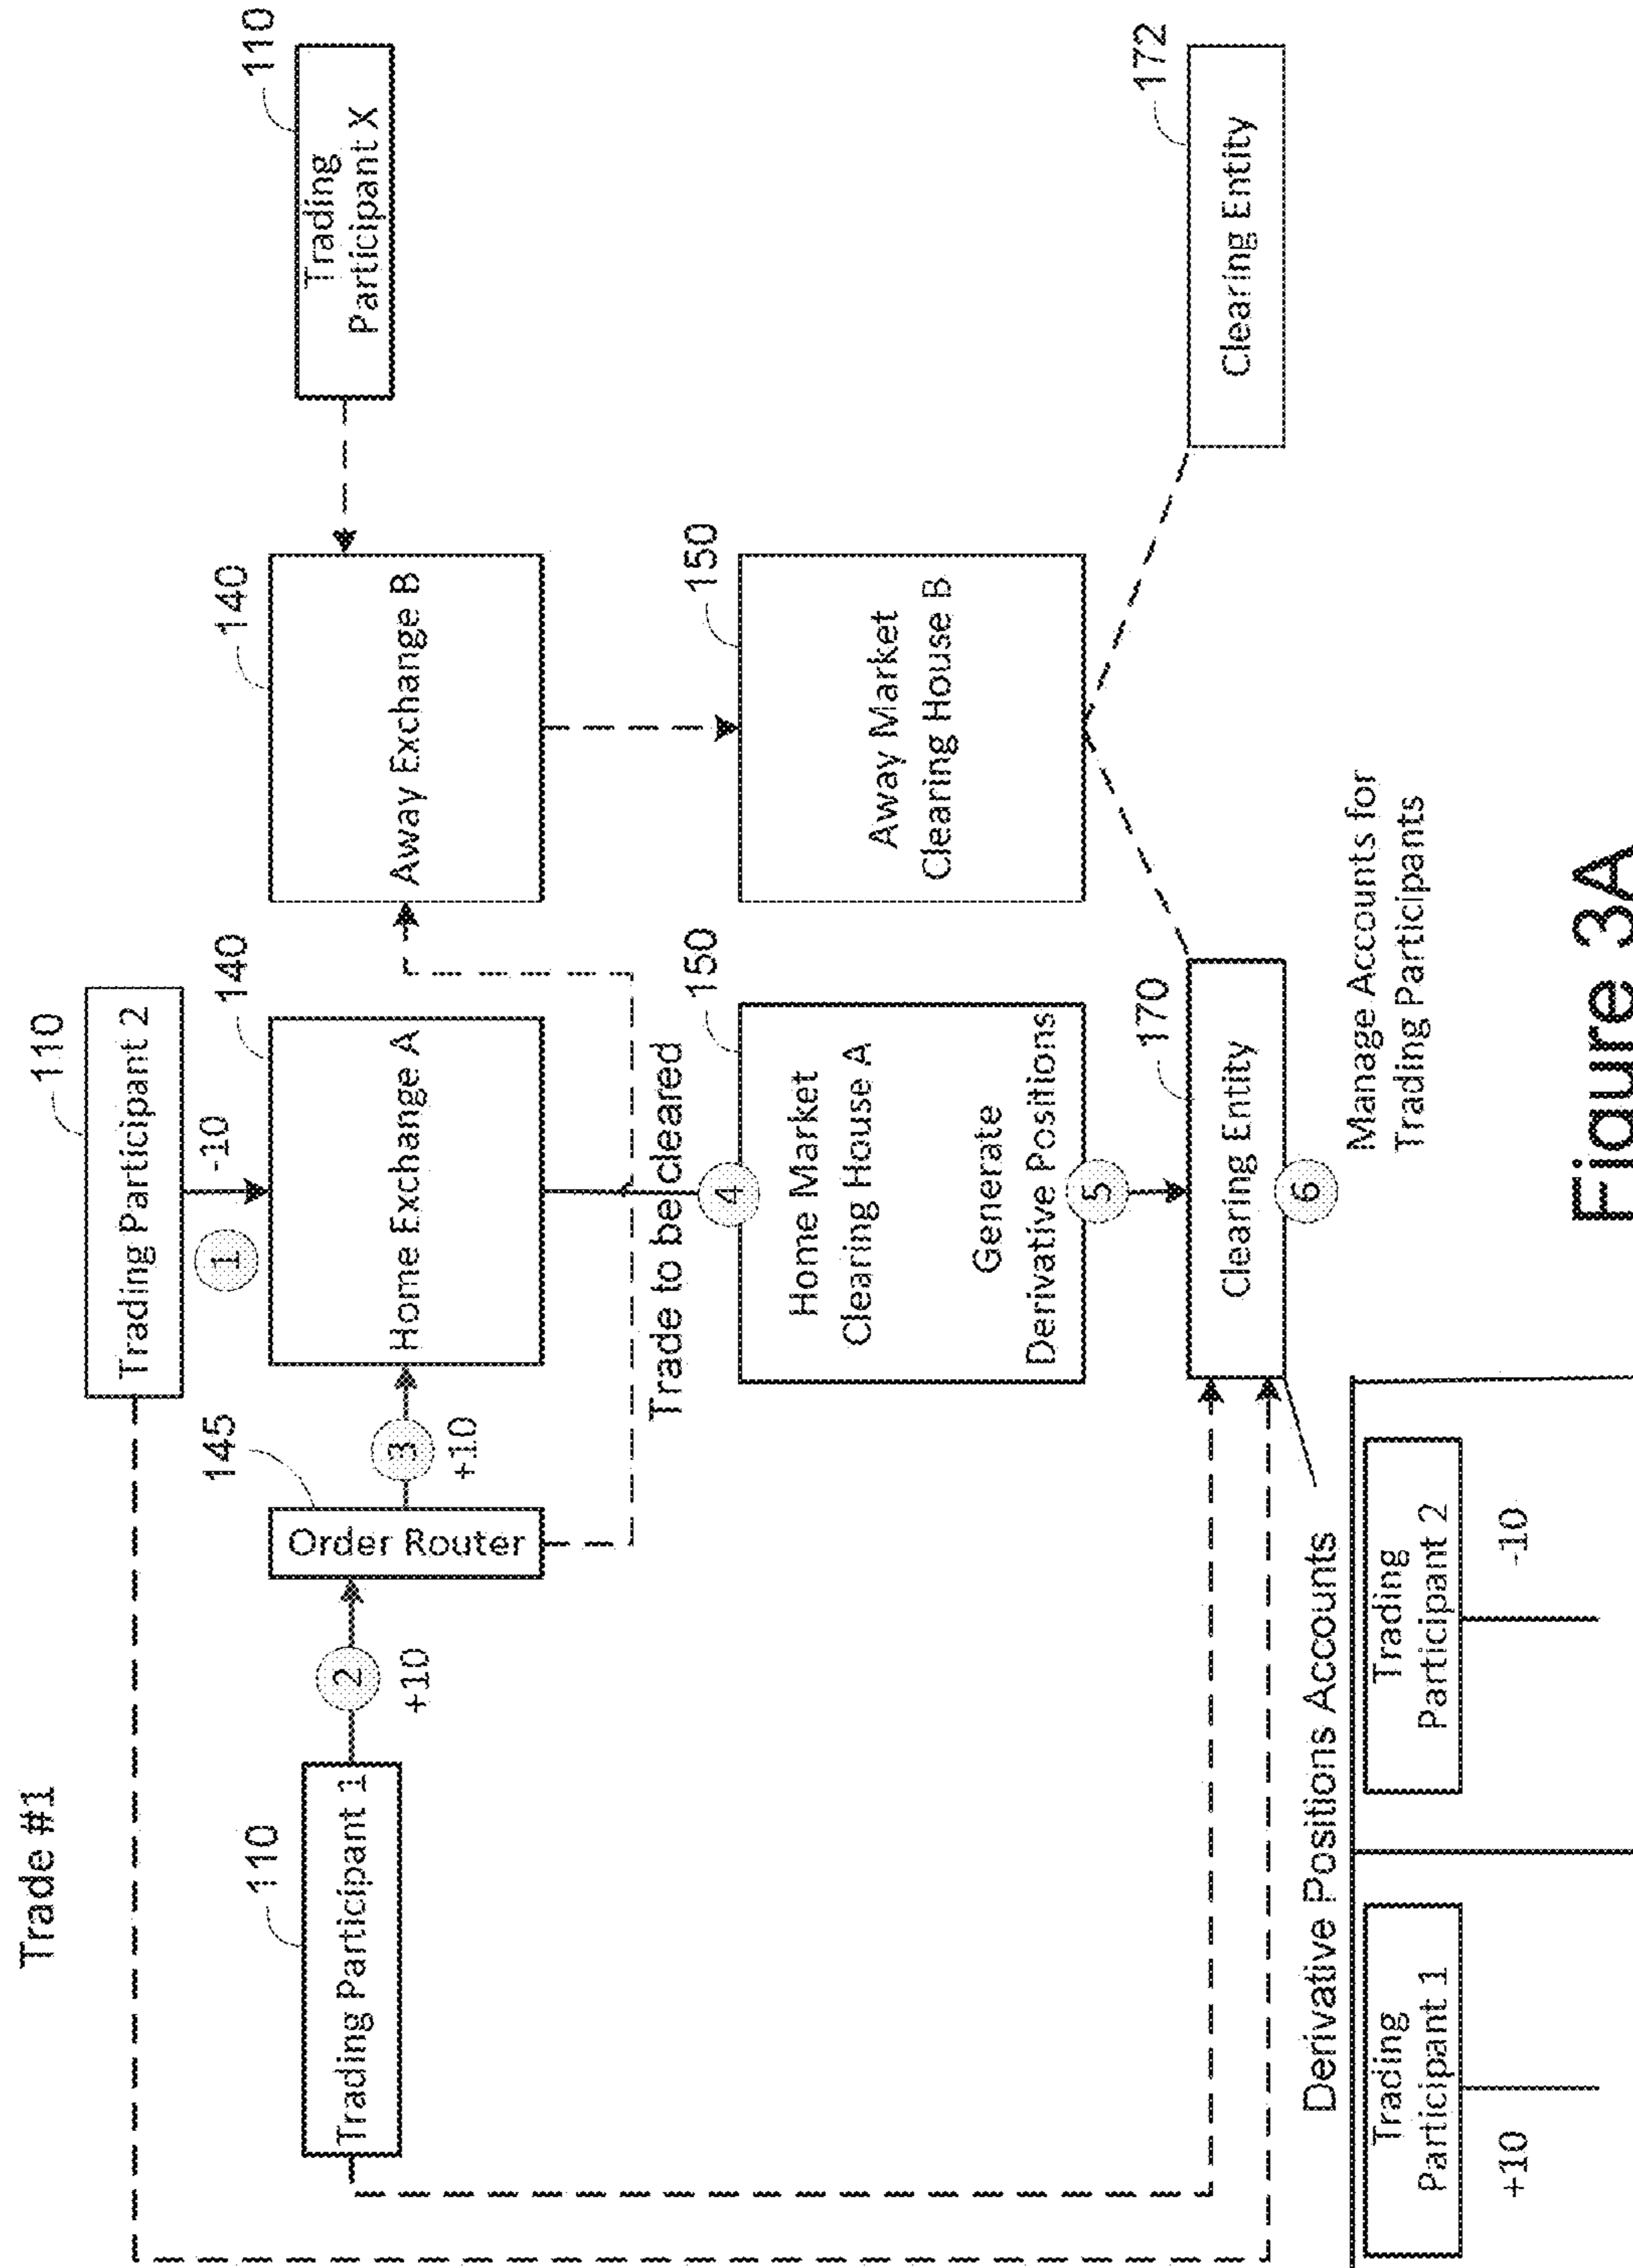 Trade #1
110
Trading Participant 2
1
-10
110
Trading Participant 1
2
+10
145
Order Router
3
+10
140
Home Exchange A
140
Away Exchange B
110
Trading
Participant X
Trade to be cleared
4
150
Home Market
Clearing House A
Generate
Derivative Positions
5
150
Away Market
Clearing House B
170
Clearing Entity
6
172
Clearing Entity
Manage Accounts for
Trading Participants
Derivative Positions Accounts
Trading
Participant 1
+10
Trading
Participant 2
-10
Figure 3A